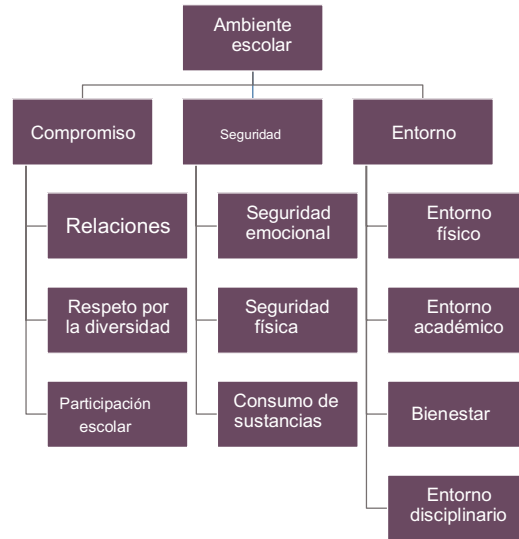 Ambiente
escolar
Compromiso
Seguridad
Entorno
Relaciones
Respeto por
la diversidad
Participación
escolar
Seguridad
emocional
Seguridad
física
Consumo de
sustancias
Entorno
físico
Entorno
académico
Bienestar
Entorno
disciplinario